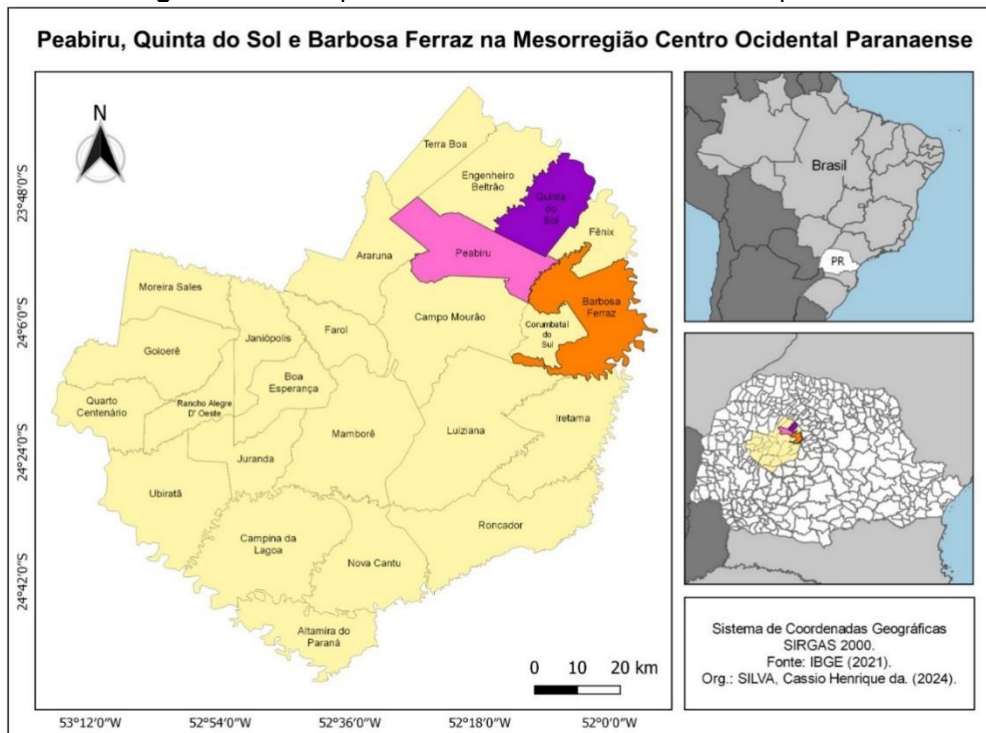 Peabiru, Quinta do Sol e Barbosa Ferraz na Mesorregião Centro Ocidental Paranaense
N
23°48'0"S
24°6'0"S
24°24'0"S
24°42'0"S
Terra Boa
Engenheiro
Beltrão
Quinta
do
Sol
Fênix
Peabiru
Araruna
Barbosa
Ferraz
Moreira Sales
Campo Mourão
Corumbataí
do
Sul
Farol
Janiópolis
Goioerê
Boa
Esperança
Quarto
Centenário
Rancho Alegre
D' Oeste
Iretama
Mamborê
Luiziana
Juranda
Ubiratã
Roncador
Campina da
Lagoa
Nova Cantu
Altamira do
Paraná
0 10 20 km
53°12'0"W 52°54'0"W 52°36'0"W 52°18'0"W 52°0'0"W
Brasil
PR
Sistema de Coordenadas Geográficas
SIRGAS 2000.
Fonte: IBGE (2021).
Org.: SILVA, Cassio Henrique da. (2024).